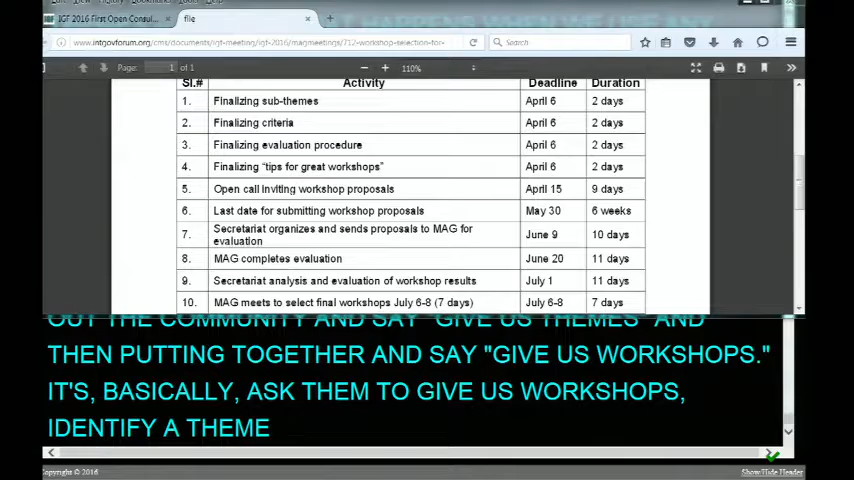 Edit View History Bookmarks Tools Help
IGF 2016 First Open Consul... ×
file ×
www.intgovforum.org/cms/documents/igf-meeting/igf-2016/magmeetings/712-workshop-selection-for-
Search
Page: 1 of 1
110%
Sl.# Activity Deadline Duration
1. Finalizing sub-themes April 6 2 days
2. Finalizing criteria April 6 2 days
3. Finalizing evaluation procedure April 6 2 days
4. Finalizing “tips for great workshops” April 6 2 days
5. Open call inviting workshop proposals April 15 9 days
6. Last date for submitting workshop proposals May 30 6 weeks
7. Secretariat organizes and sends proposals to MAG for June 9 10 days
evaluation
8. MAG completes evaluation June 20 11 days
9. Secretariat analysis and evaluation of workshop results July 1 11 days
10. MAG meets to select final workshops July 6-8 (7 days) July 6-8 7 days
OUT THE COMMUNITY AND SAY "GIVE US THEMES" AND
THEN PUTTING TOGETHER AND SAY "GIVE US WORKSHOPS."
IT'S, BASICALLY, ASK THEM TO GIVE US WORKSHOPS,
IDENTIFY A THEME
Copyright © 2016
Show/Hide Header